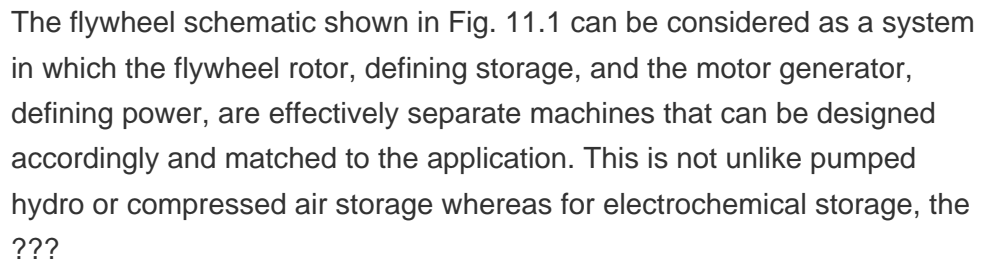 The flywheel schematic shown in Fig. 11.1 can be considered as a system
in which the flywheel rotor, defining storage, and the motor generator,
defining power, are effectively separate machines that can be designed
accordingly and matched to the application. This is not unlike pumped
hydro or compressed air storage whereas for electrochemical storage, the
???